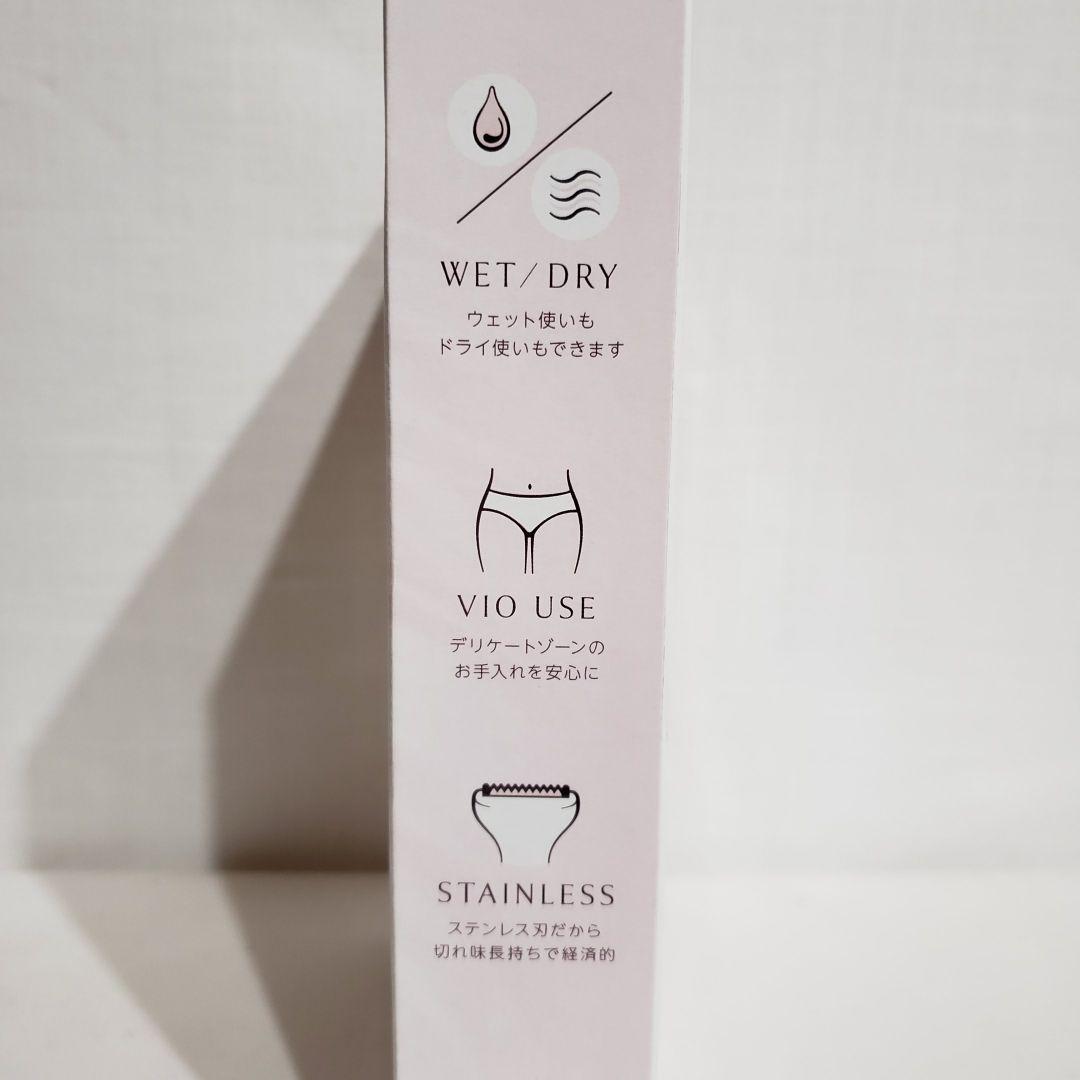 WET/DRY
ウェット使いも
ドライ使いもできます
VIO USE
デリケートゾーンの
お手入れを安心に
STAINLESS
ステンレス刃だから
切れ味長持ちで経済的